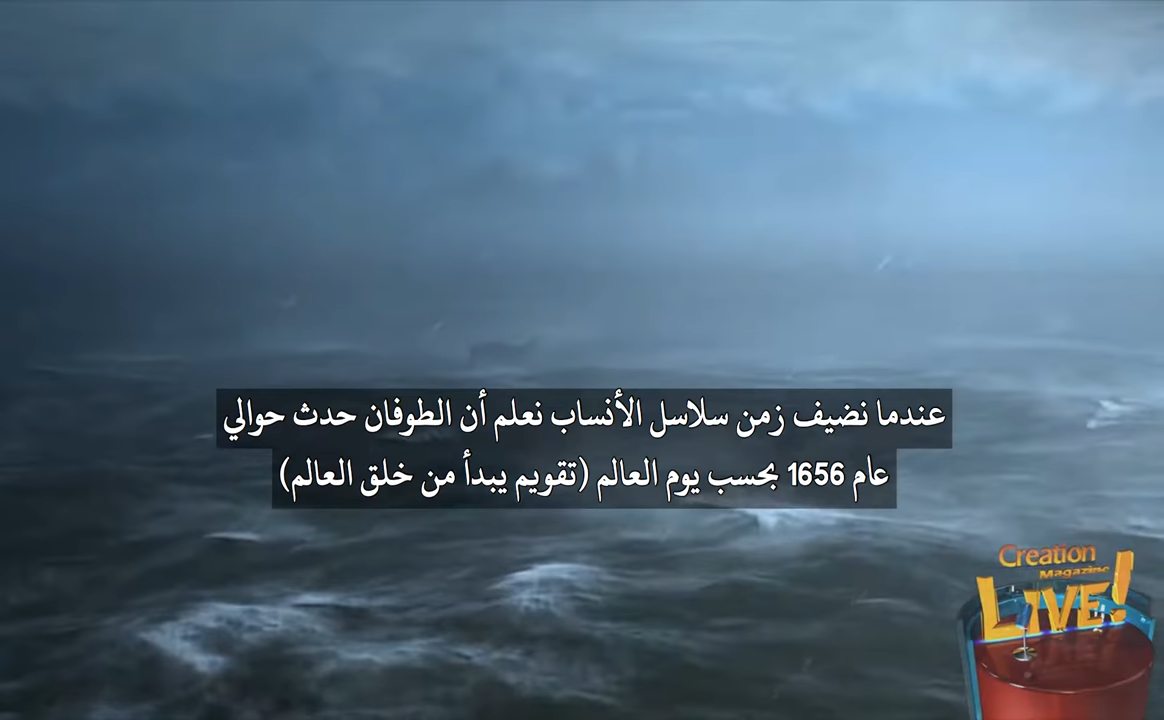 عندما نضيف زمن سلاسل الأنساب نعلم أن الطوفان حدث حوالي
عام 1656 بحسب يوم العالم (تقويم يبدأ من خلق العالم)
Creation
Magazine
LIVE!